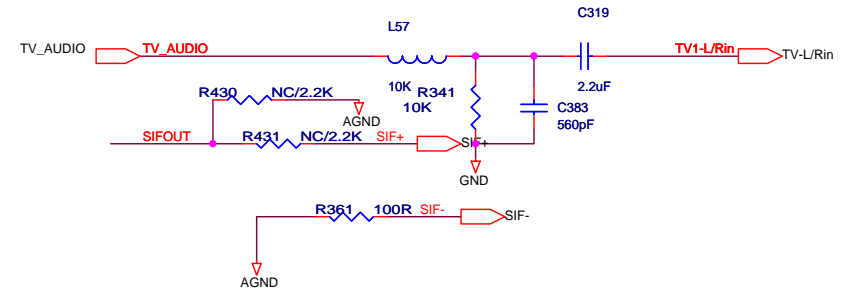 C319
L57
TV_AUDIO
TV_AUDIO
TV1-L/Rin
TV-L/Rin
10K
R341
10K
2.2uF
C383
560pF
R430
NC/2.2K
AGND
SIFOUT
R431
NC/2.2K
SIF+
SIF+
GND
R361
100R
SIF-
SIF-
AGND